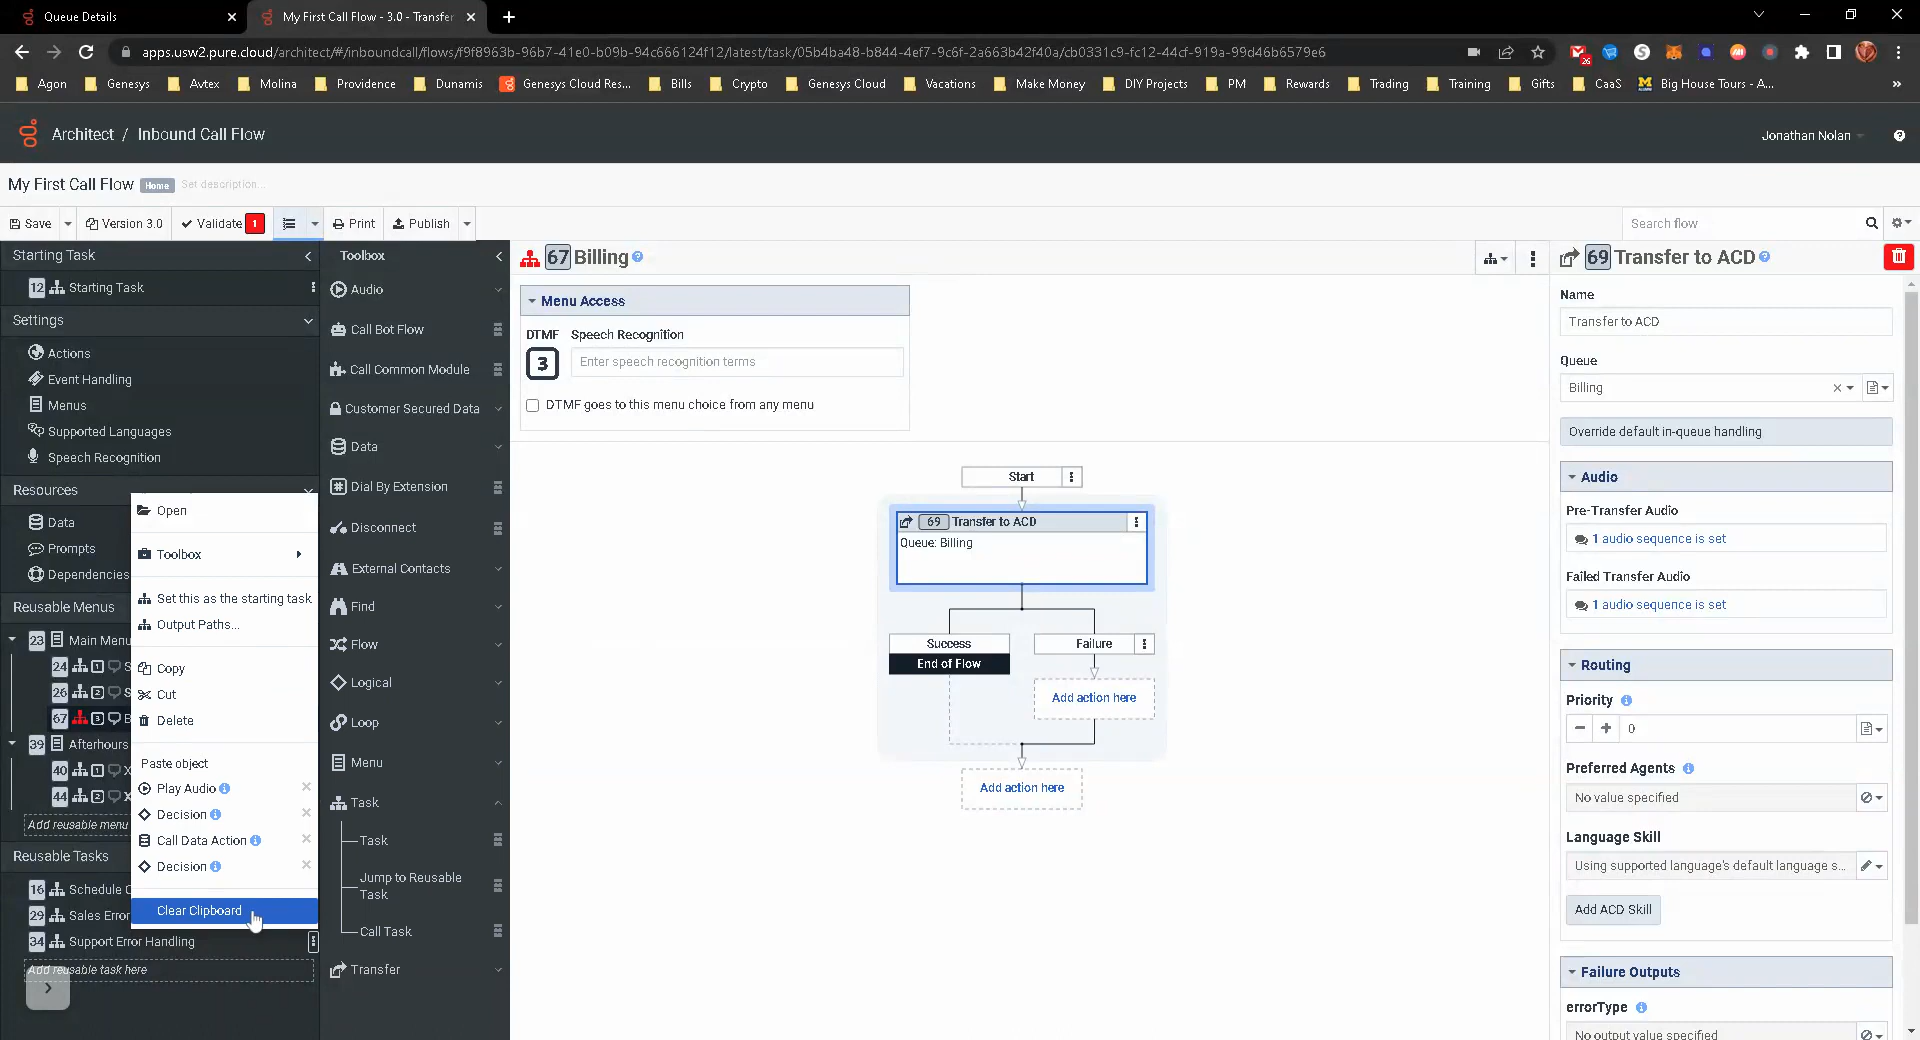 Queue Details
My First Call Flow - 3.0 - Transfer
apps.usw2.pure.cloud/architect/#/inboundcall/flows/f9f8963b-96b7-41e0-b09b-94c666124f12/latest/task/05b4ba48-b844-4ef7-9c6f-2a663b42f40a/cb0331c9-fc12-44cf-919a-99d46b6579e6
26
Agon Genesys Avtex Molina Providence Dunamis Genesys Cloud Res... Bills Crypto Genesys Cloud Vacations Make Money DIY Projects PM Rewards Trading Training Gifts CaaS Big House Tours - A...
Architect / Inbound Call Flow
Jonathan Nolan
My First Call Flow Home Set description...
Save Version 3.0 Validate 1 Print Publish
Search flow
Starting Task
12 Starting Task
Settings
Actions
Event Handling
Menus
Supported Languages
Speech Recognition
Resources
Data
Prompts
Dependencies
Reusable Menus
23 Main Menu
24 1 S
26 2 S
67 3 B
39 Afterhours
40 1 X
44 2 X
Add reusable menu
Reusable Tasks
16 Schedule C
29 Sales Error
34 Support Error Handling
Add reusable task here
Open
Toolbox
Set this as the starting task
Output Paths...
Copy
Cut
Delete
Paste object
Play Audio
Decision
Call Data Action
Decision
Clear Clipboard
Toolbox
Audio
Call Bot Flow
Call Common Module
Customer Secured Data
Data
Dial By Extension
Disconnect
External Contacts
Find
Flow
Logical
Loop
Menu
Task
Task
Jump to Reusable
Task
Call Task
Transfer
67 Billing
Menu Access
DTMF Speech Recognition
3 Enter speech recognition terms
DTMF goes to this menu choice from any menu
Start
69 Transfer to ACD
Queue: Billing
Success
End of Flow
Failure
Add action here
Add action here
69 Transfer to ACD
Name
Transfer to ACD
Queue
Billing
Override default in-queue handling
Audio
Pre-Transfer Audio
1 audio sequence is set
Failed Transfer Audio
1 audio sequence is set
Routing
Priority
0
Preferred Agents
No value specified
Language Skill
Using supported language's default language s...
Add ACD Skill
Failure Outputs
errorType
No output value specified